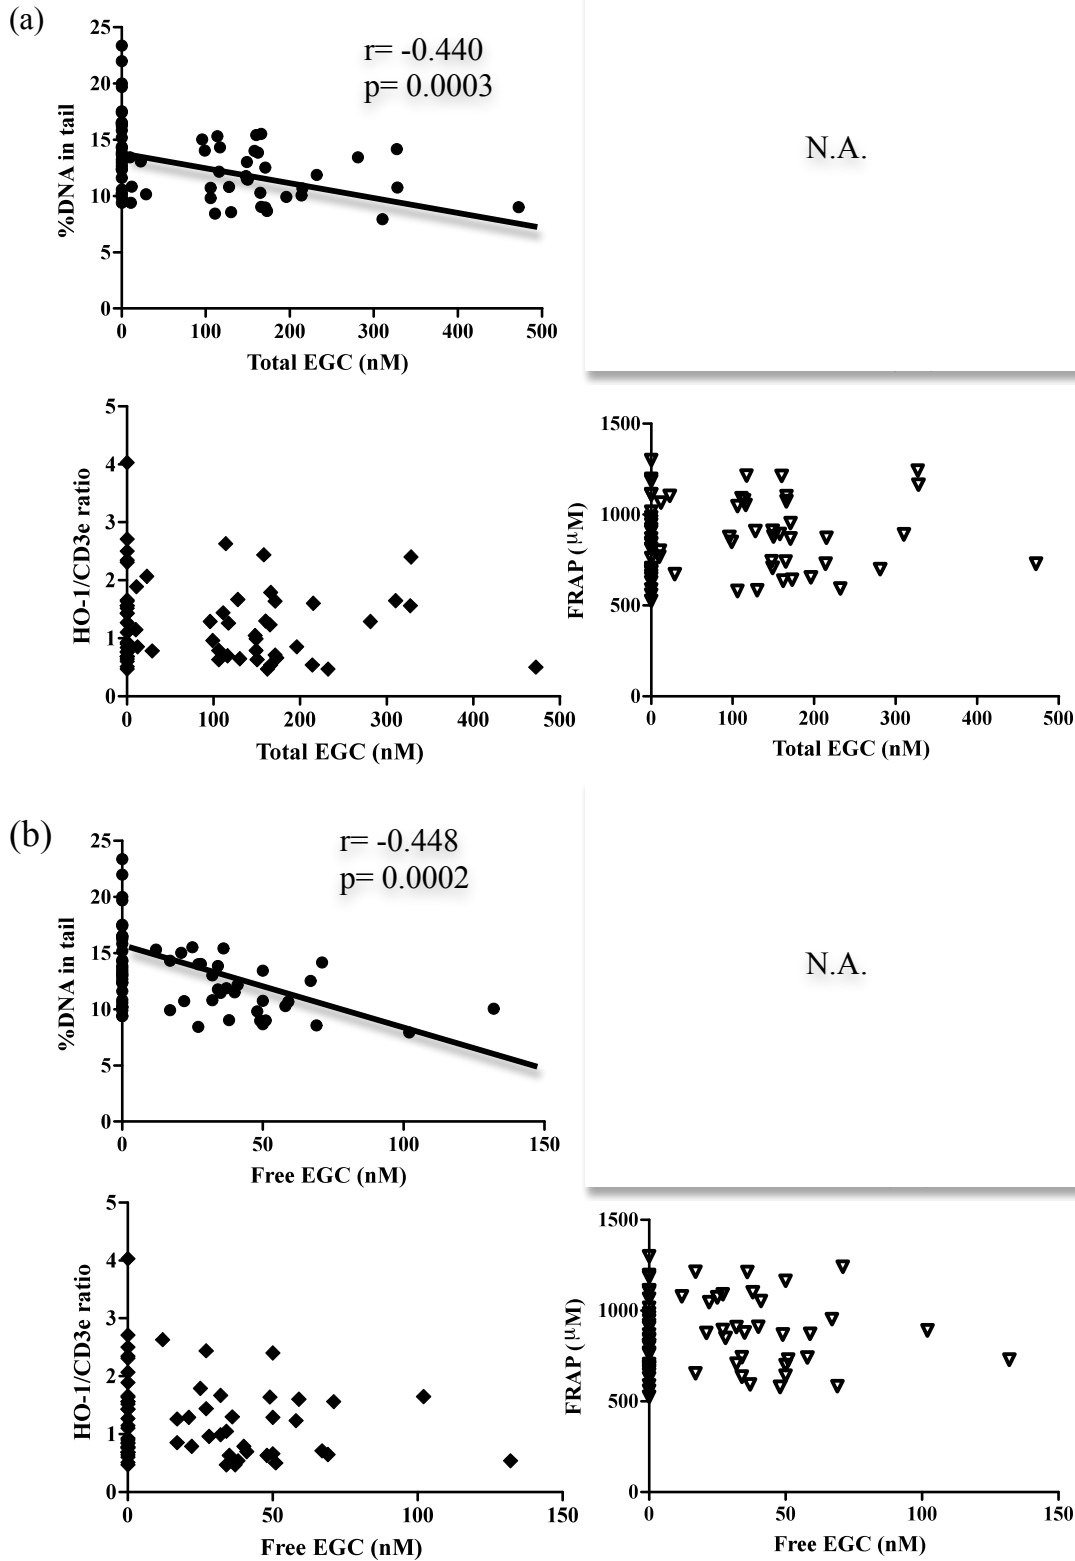 (a)
25
20
15
10
5
0
%DNA in tail
r= -0.440
p= 0.0003
0 100 200 300 400 500
Total EGC (nM)
N.A.
5
4
3
2
1
0
HO-1/CD3e ratio
0 100 200 300 400 500
Total EGC (nM)
1500
1000
500
0
FRAP (μM)
0 100 200 300 400 500
Total EGC (nM)
(b)
25
20
15
10
5
0
%DNA in tail
r= -0.448
p= 0.0002
0 50 100 150
Free EGC (nM)
N.A.
5
4
3
2
1
0
HO-1/CD3e ratio
0 50 100 150
Free EGC (nM)
1500
1000
500
0
FRAP (μM)
0 50 100 150
Free EGC (nM)